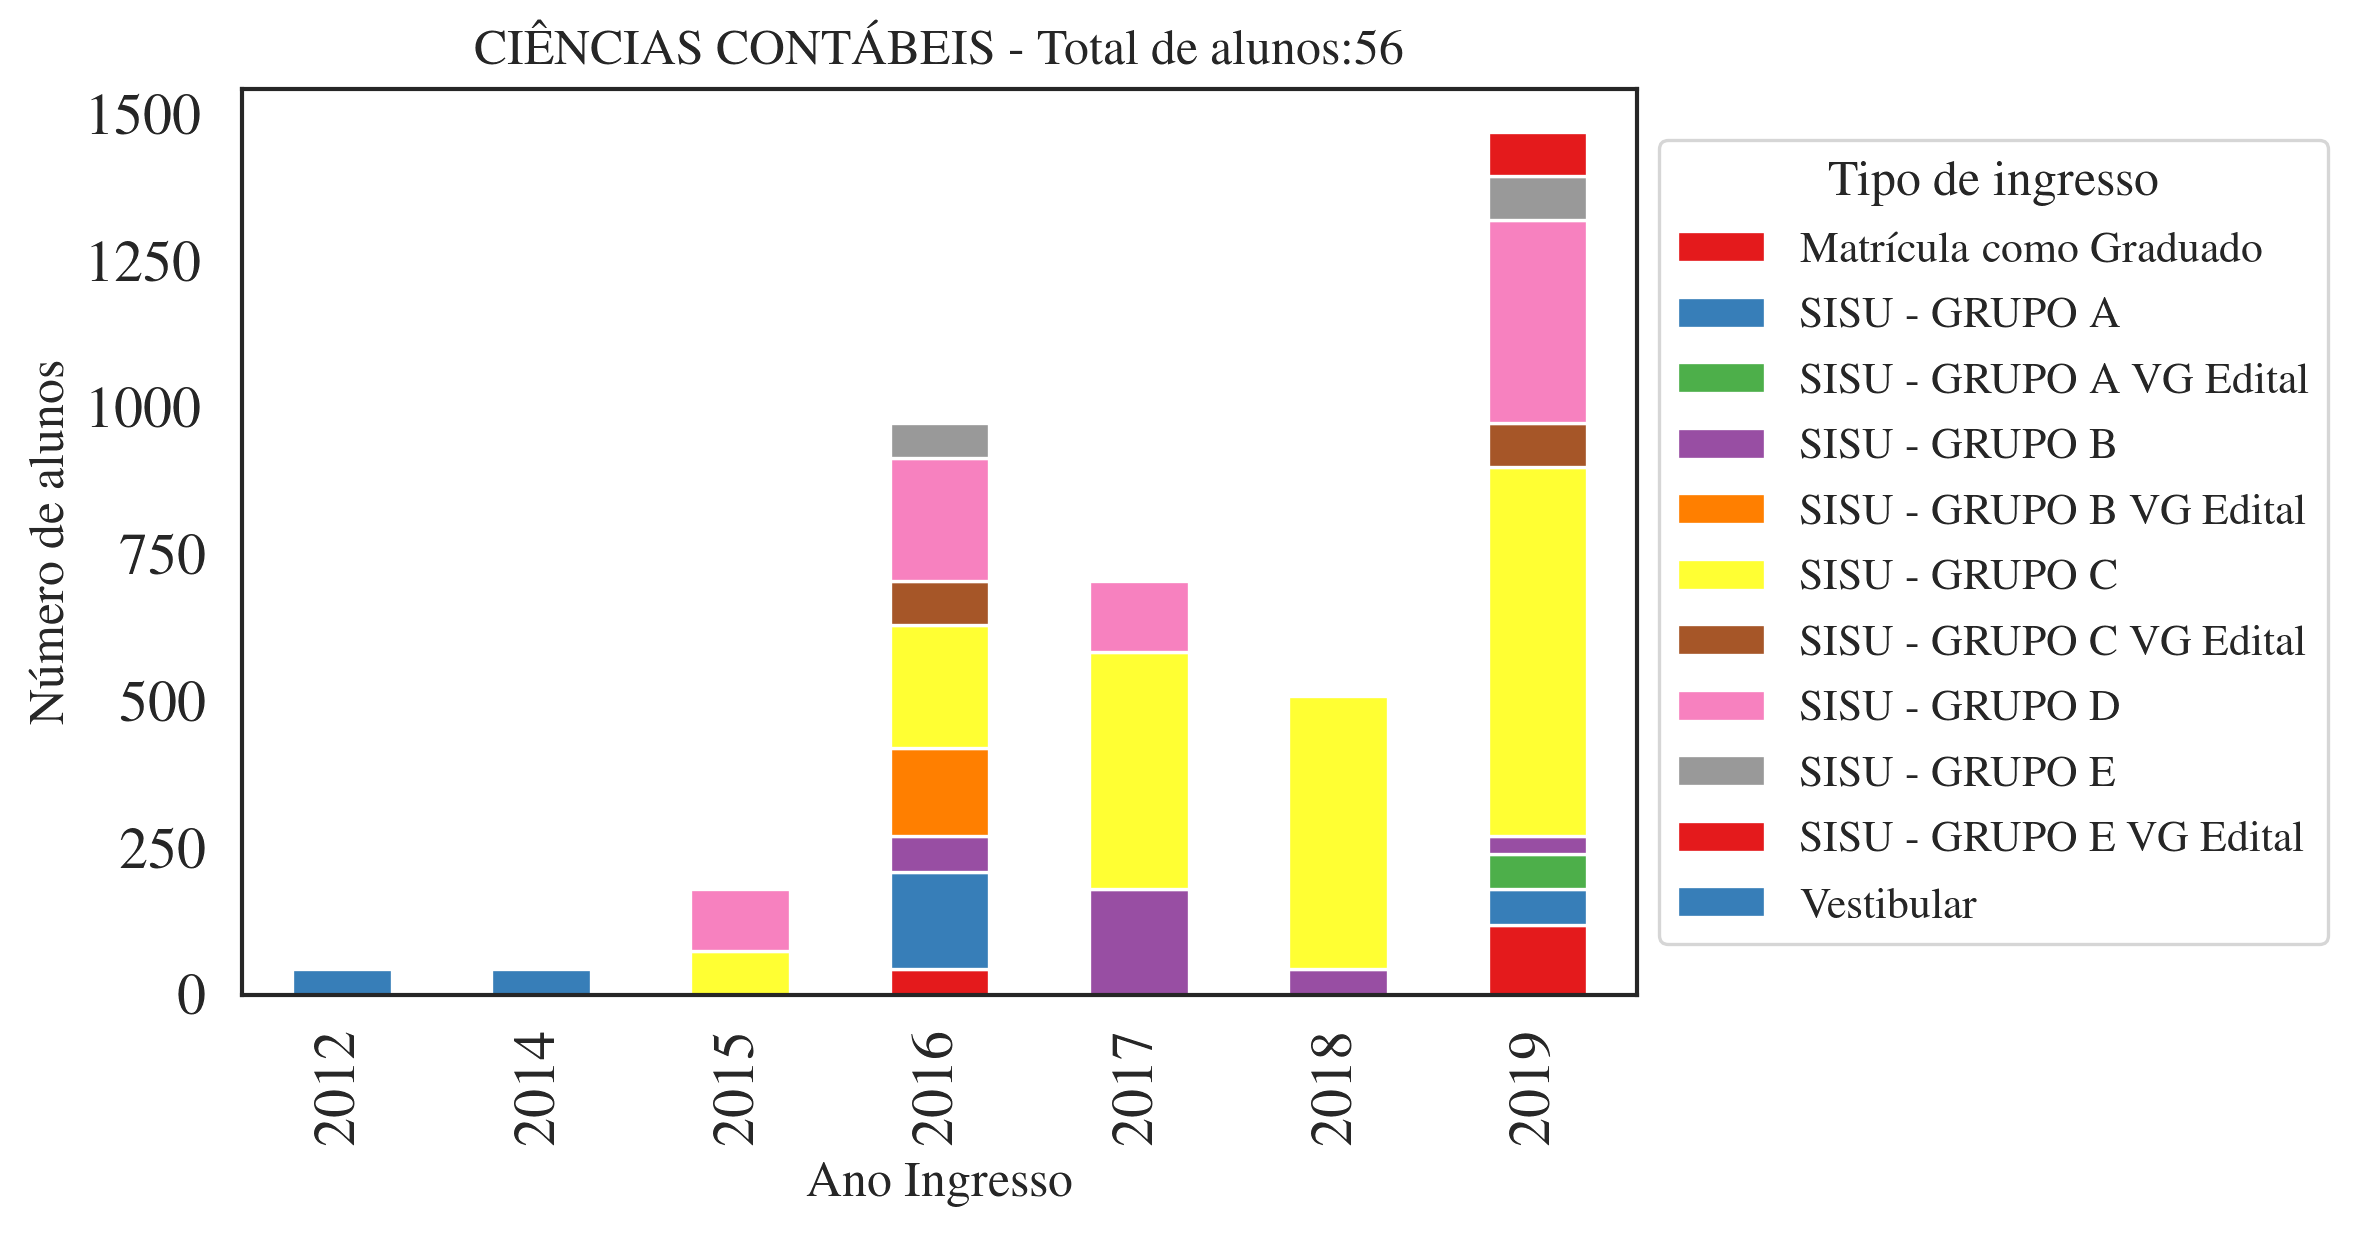 CIÊNCIAS CONTÁBEIS - Total de alunos:56
1500
1250
1000
750
500
250
0
Número de alunos
2012
2014
2015
2016
2017
2018
2019
Ano Ingresso
Tipo de ingresso
Matrícula como Graduado
SISU - GRUPO A
SISU - GRUPO A VG Edital
SISU - GRUPO B
SISU - GRUPO B VG Edital
SISU - GRUPO C
SISU - GRUPO C VG Edital
SISU - GRUPO D
SISU - GRUPO E
SISU - GRUPO E VG Edital
Vestibular